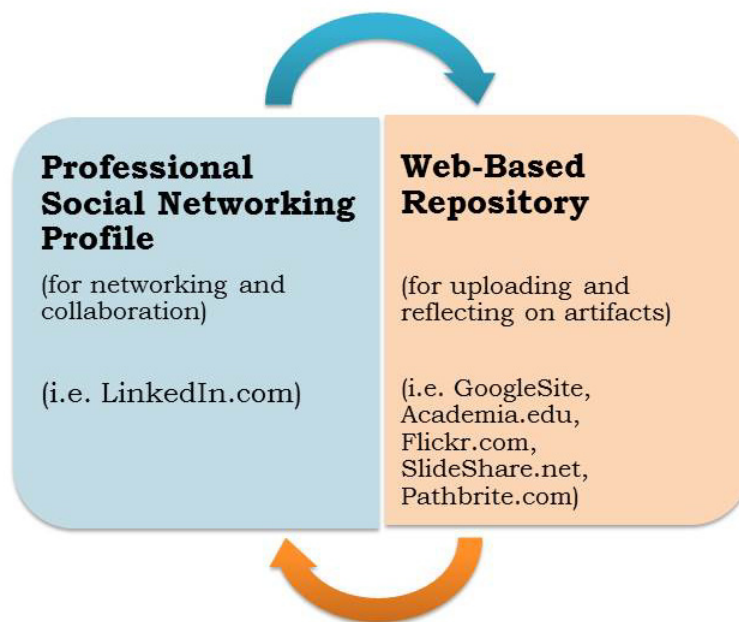 Professional
Social Networking
Profile
(for networking and
collaboration)
(i.e. LinkedIn.com)
Web-Based
Repository
(for uploading and
reflecting on artifacts)
(i.e. GoogleSite,
Academia.edu,
Flickr.com,
SlideShare.net,
Pathbrite.com)